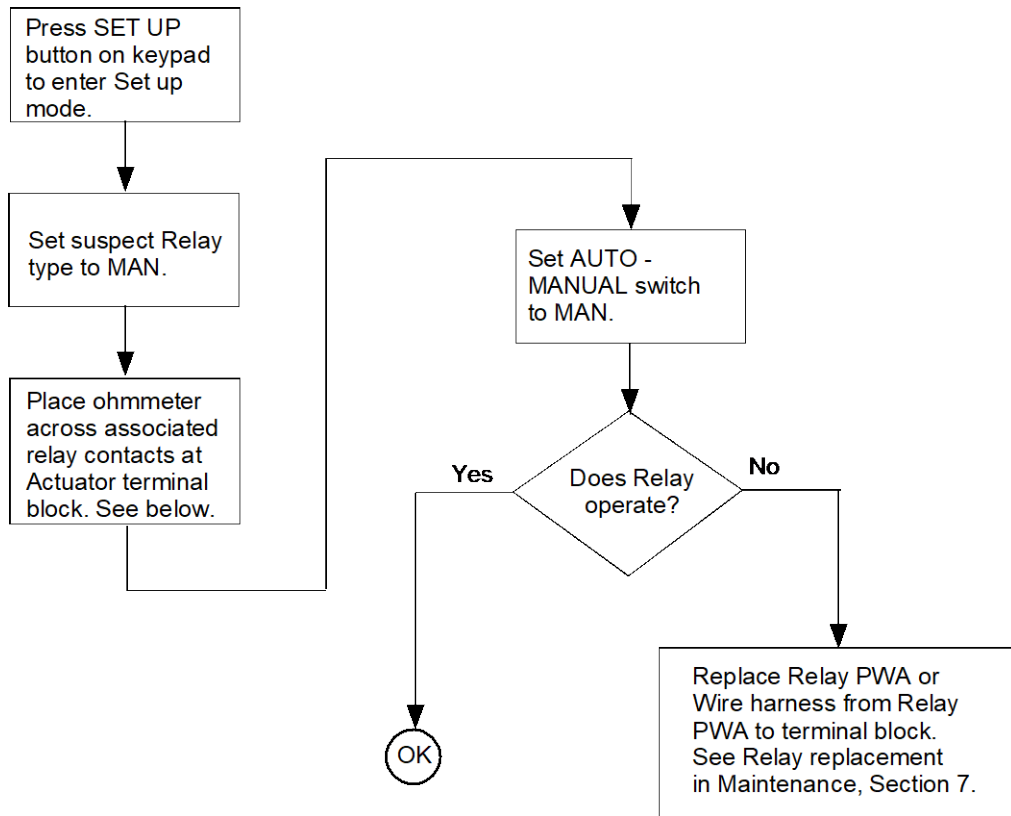 Press SET UP
button on keypad
to enter Set up
mode.
Set suspect Relay
type to MAN.
Place ohmmeter
across associated
relay contacts at
Actuator terminal
block. See below.
Set AUTO -
MANUAL switch
to MAN.
Does Relay
operate?
Yes
No
OK
Replace Relay PWA or
Wire harness from Relay
PWA to terminal block.
See Relay replacement
in Maintenance, Section 7.